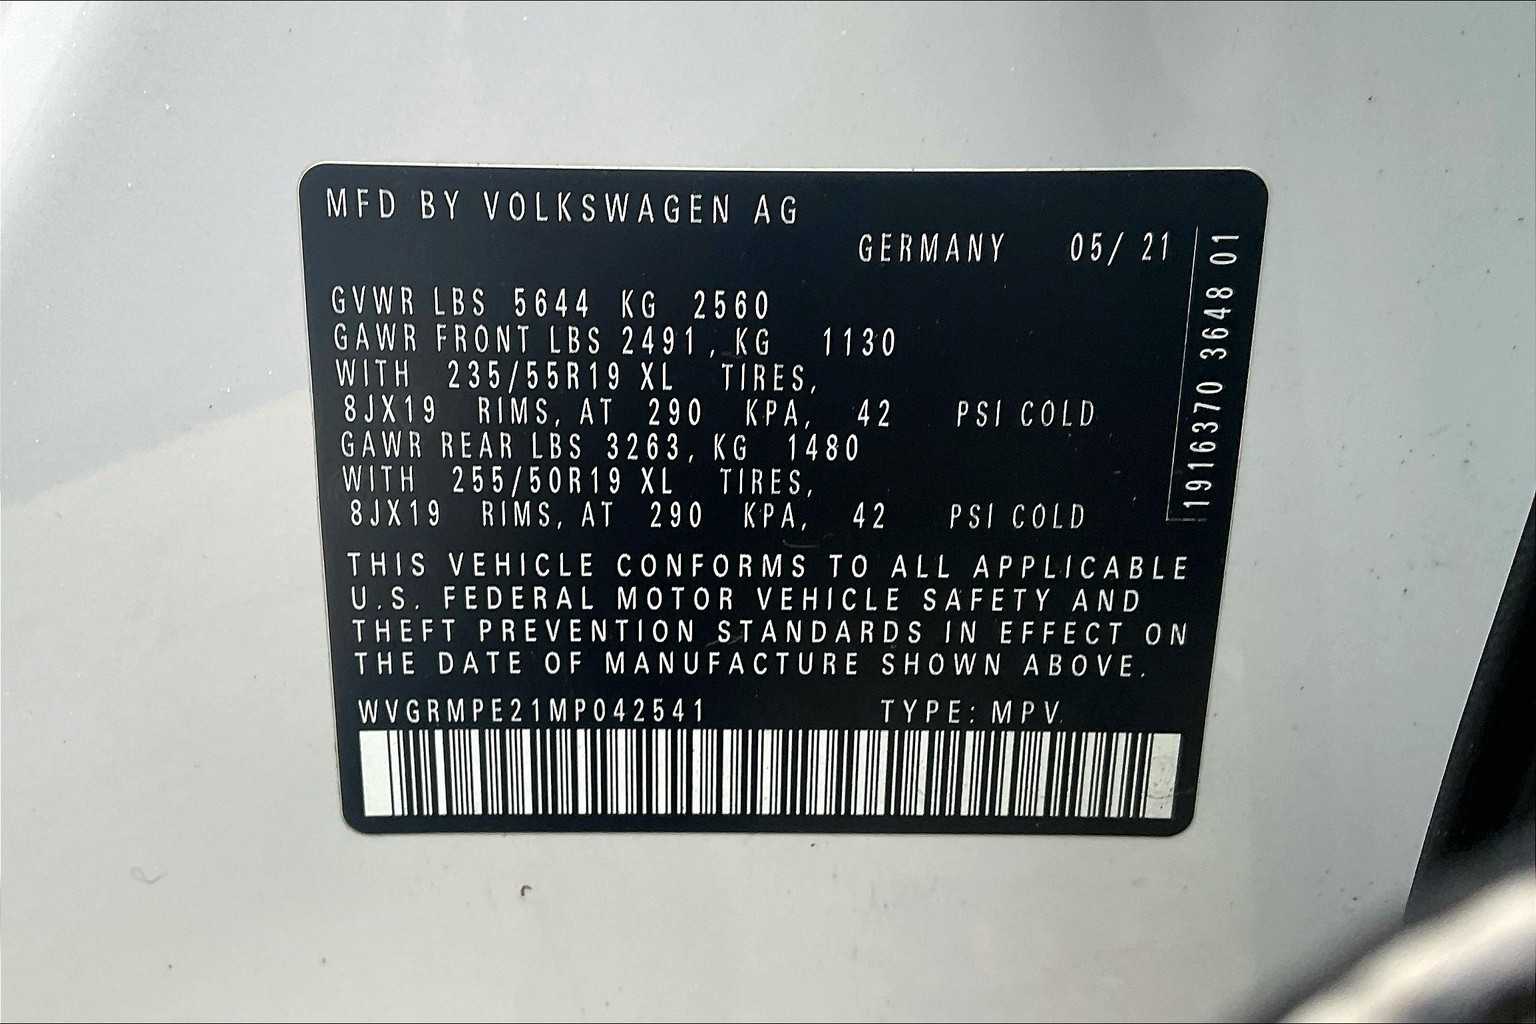 MFD BY VOLKSWAGEN AG
GERMANY 05/ 21
GVWR LBS 5644 KG 2560
GAWR FRONT LBS 2491, KG 1130
WITH 235/55R19 XL TIRES,
8JX19 RIMS, AT 290 KPA, 42 PSI COLD
GAWR REAR LBS 3263, KG 1480
WITH 255/50R19 XL TIRES,
8JX19 RIMS, AT 290 KPA, 42 PSI COLD
THIS VEHICLE CONFORMS TO ALL APPLICABLE
U.S. FEDERAL MOTOR VEHICLE SAFETY AND
THEFT PREVENTION STANDARDS IN EFFECT ON
THE DATE OF MANUFACTURE SHOWN ABOVE.
WVGRMPE21MP042541 TYPE: MPV
1916370 3648 01